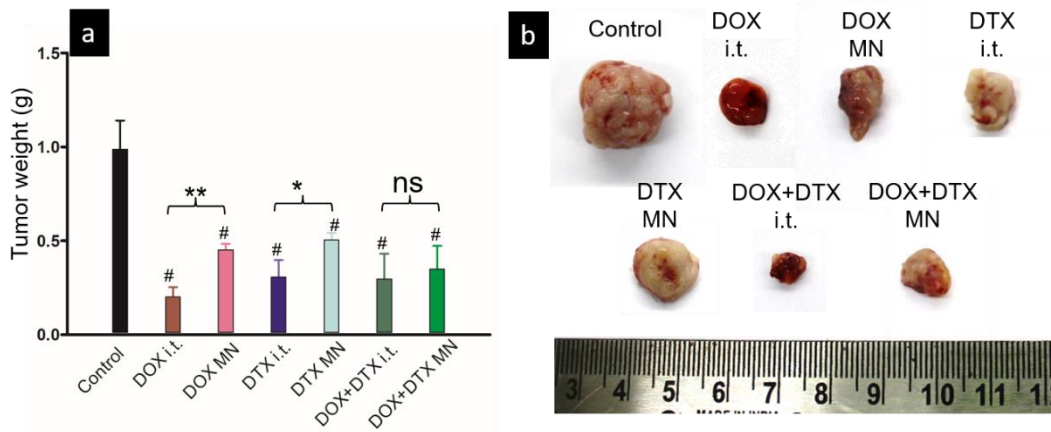 a
Tumor weight (g)
1.5
1.0
0.5
0.0
**
*
ns
#
#
#
#
#
#
Control
DOX i.t.
DOX MN
DTX i.t.
DTX MN
DOX+DTX i.t.
DOX+DTX MN
b
Control
DOX
i.t.
DOX
MN
DTX
i.t.
DTX
MN
DOX+DTX
i.t.
DOX+DTX
MN
3 4 5 6 7 8 9 10 11 1
MADE IN INDIA